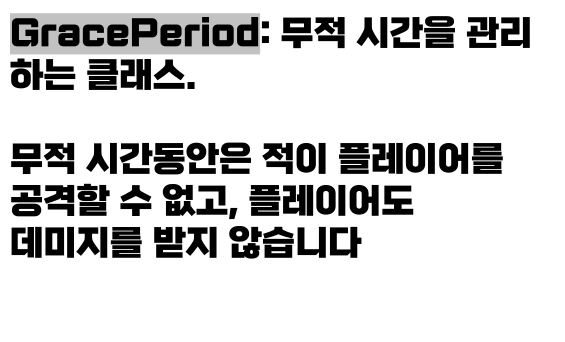 GracePeriod: 무적 시간을 관리
하는 클래스.
무적 시간동안은 적이 플레이어를
공격할 수 없고, 플레이어도
데미지를 받지 않습니다